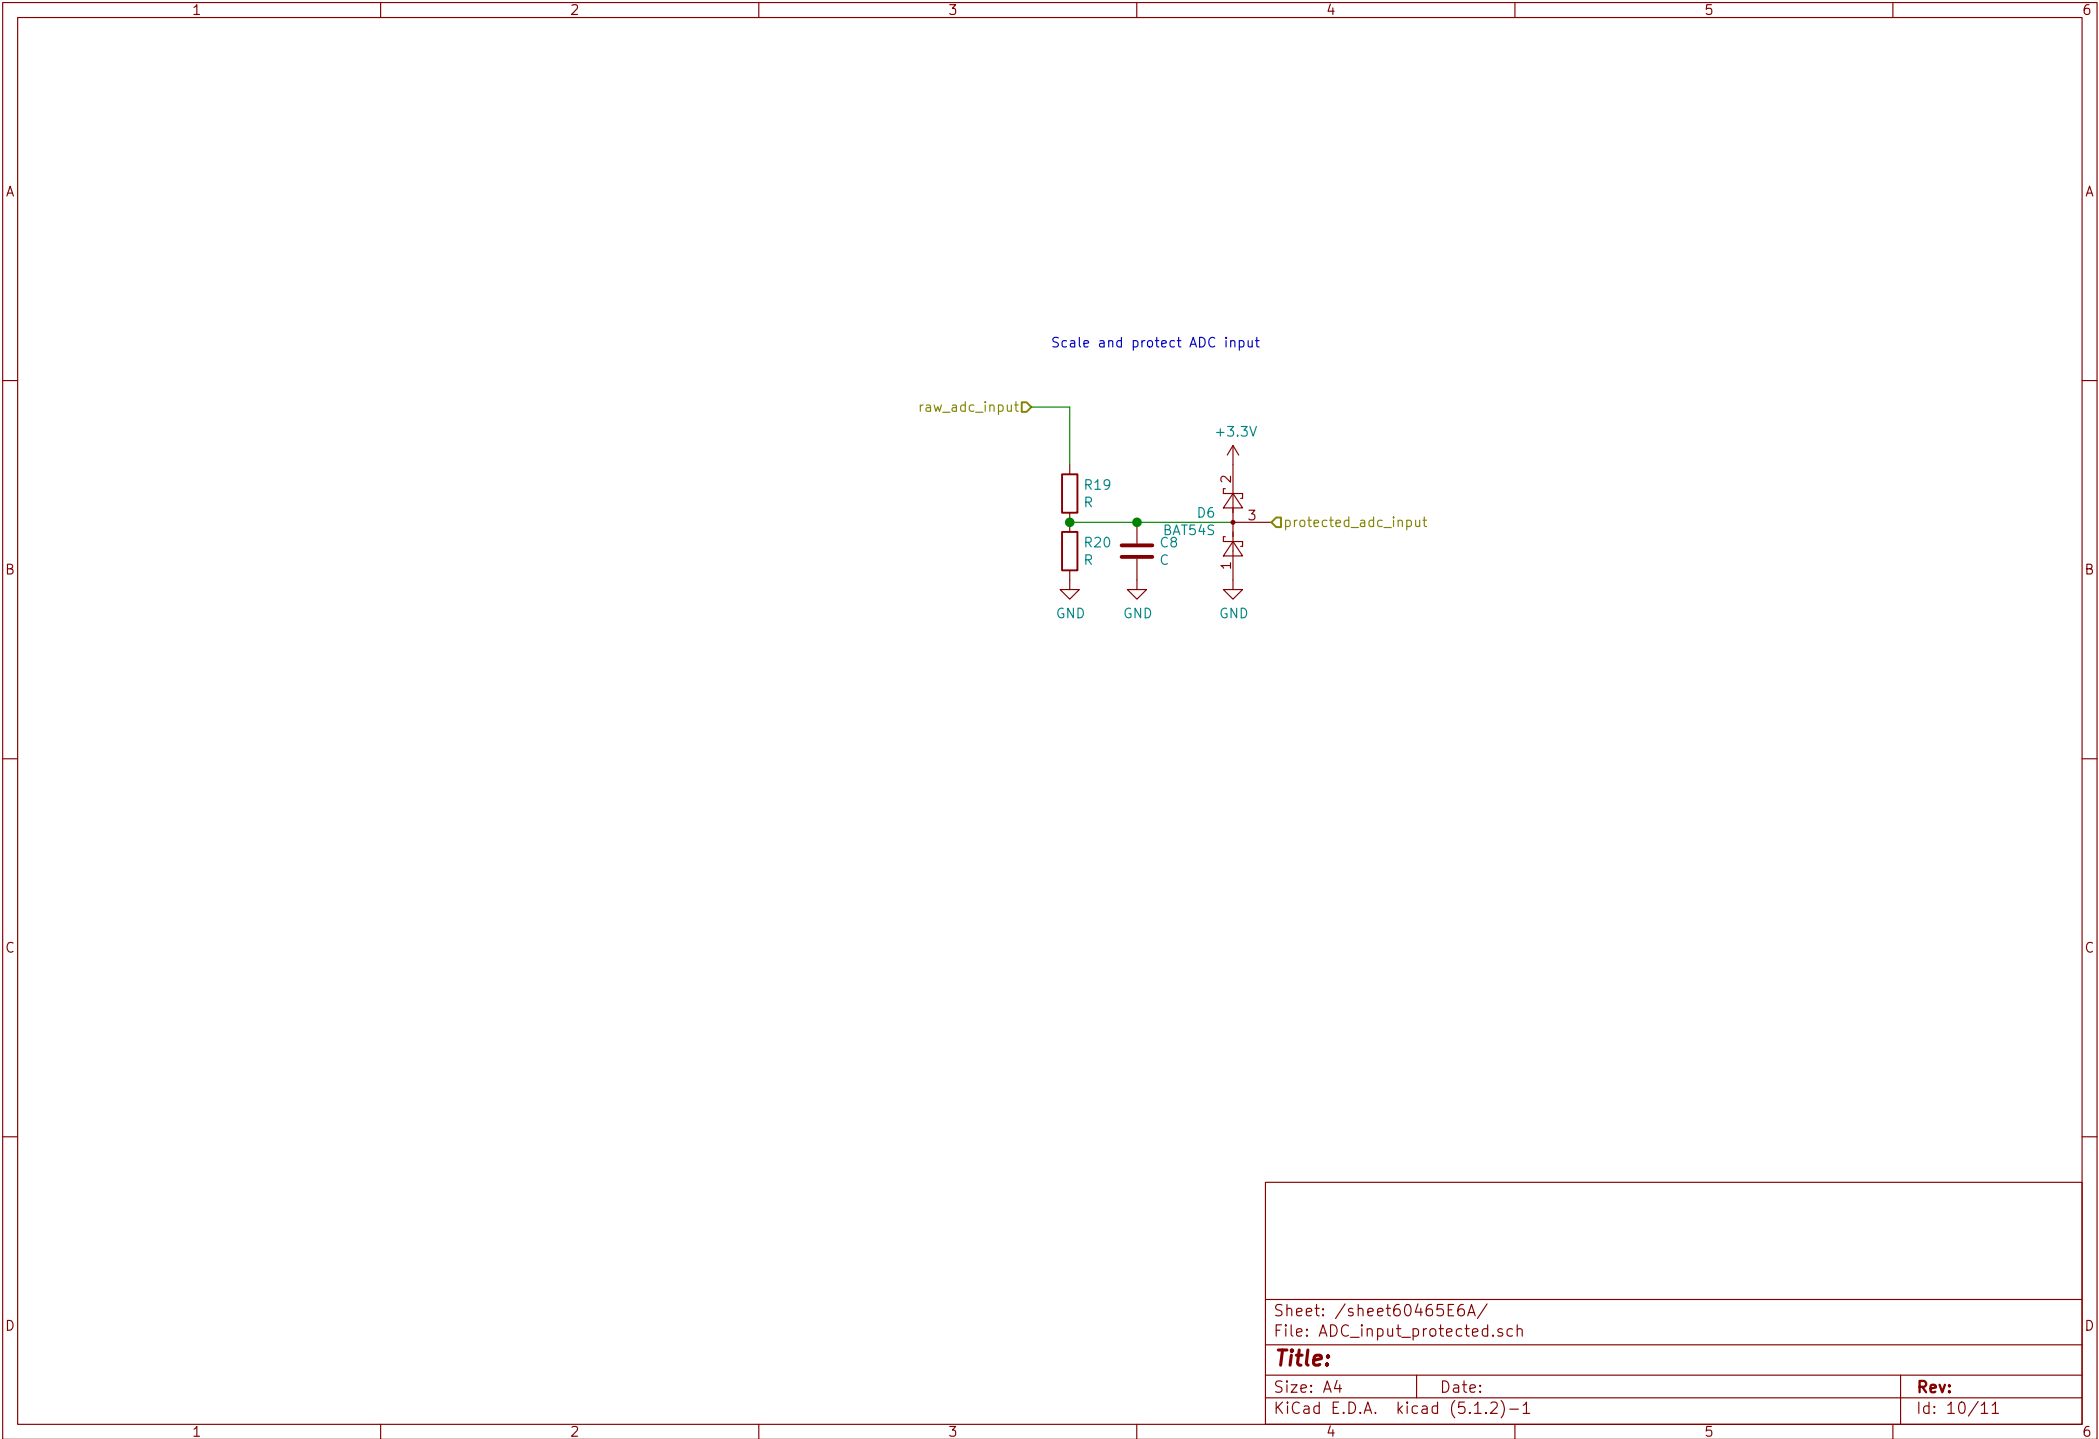 1 2 3 4 5 6
A A
Scale and protect ADC input
raw_adc_input
+3.3V
2
R19
R
D6
BAT54S
3
protected_adc_input
R20
R
C8
C
1
GND GND GND
B B
C C
Sheet: /sheet60465E6A/
File: ADC_input_protected.sch
D D
Title:
Size: A4 Date: Rev:
KiCad E.D.A. kicad (5.1.2)-1 Id: 10/11
1 2 3 4 5 6